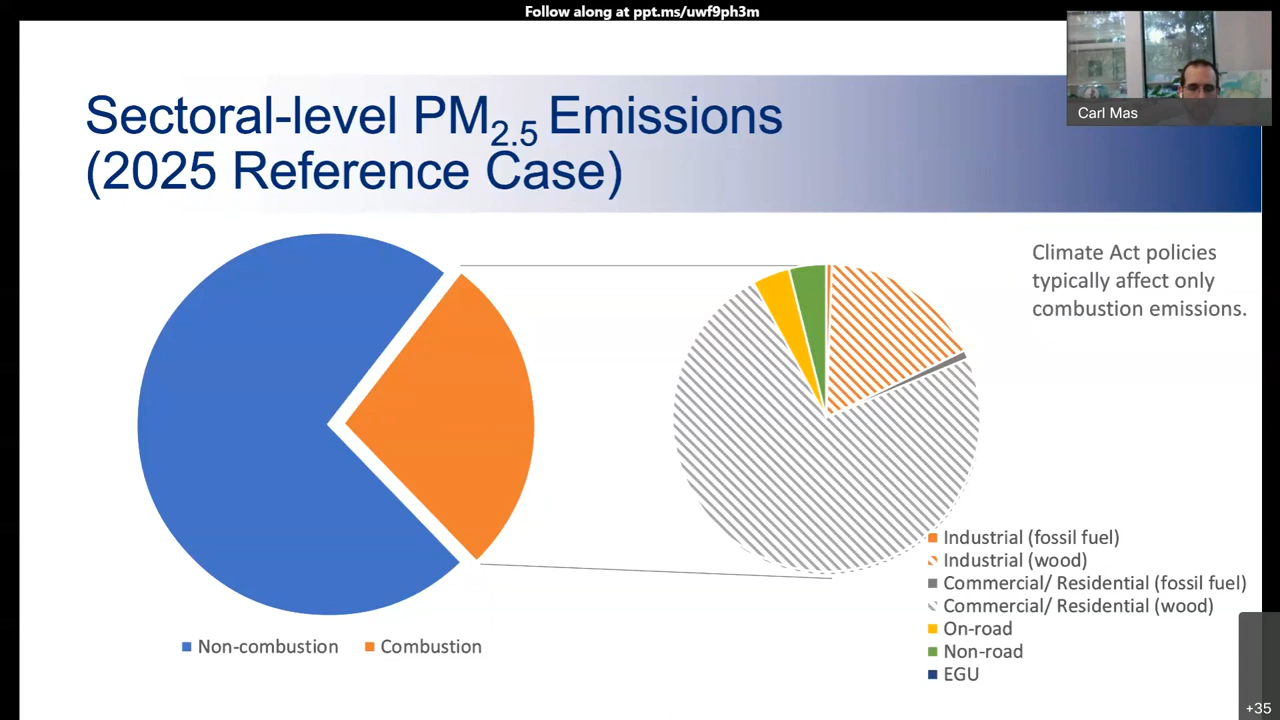 Follow along at ppt.ms/uwf9ph3m
Carl Mas
Sectoral-level PM2.5 Emissions
(2025 Reference Case)
Climate Act policies
typically affect only
combustion emissions.
Industrial (fossil fuel)
Industrial (wood)
Commercial/ Residential (fossil fuel)
Commercial/ Residential (wood)
On-road
Non-road
EGU
Non-combustion
Combustion
+35